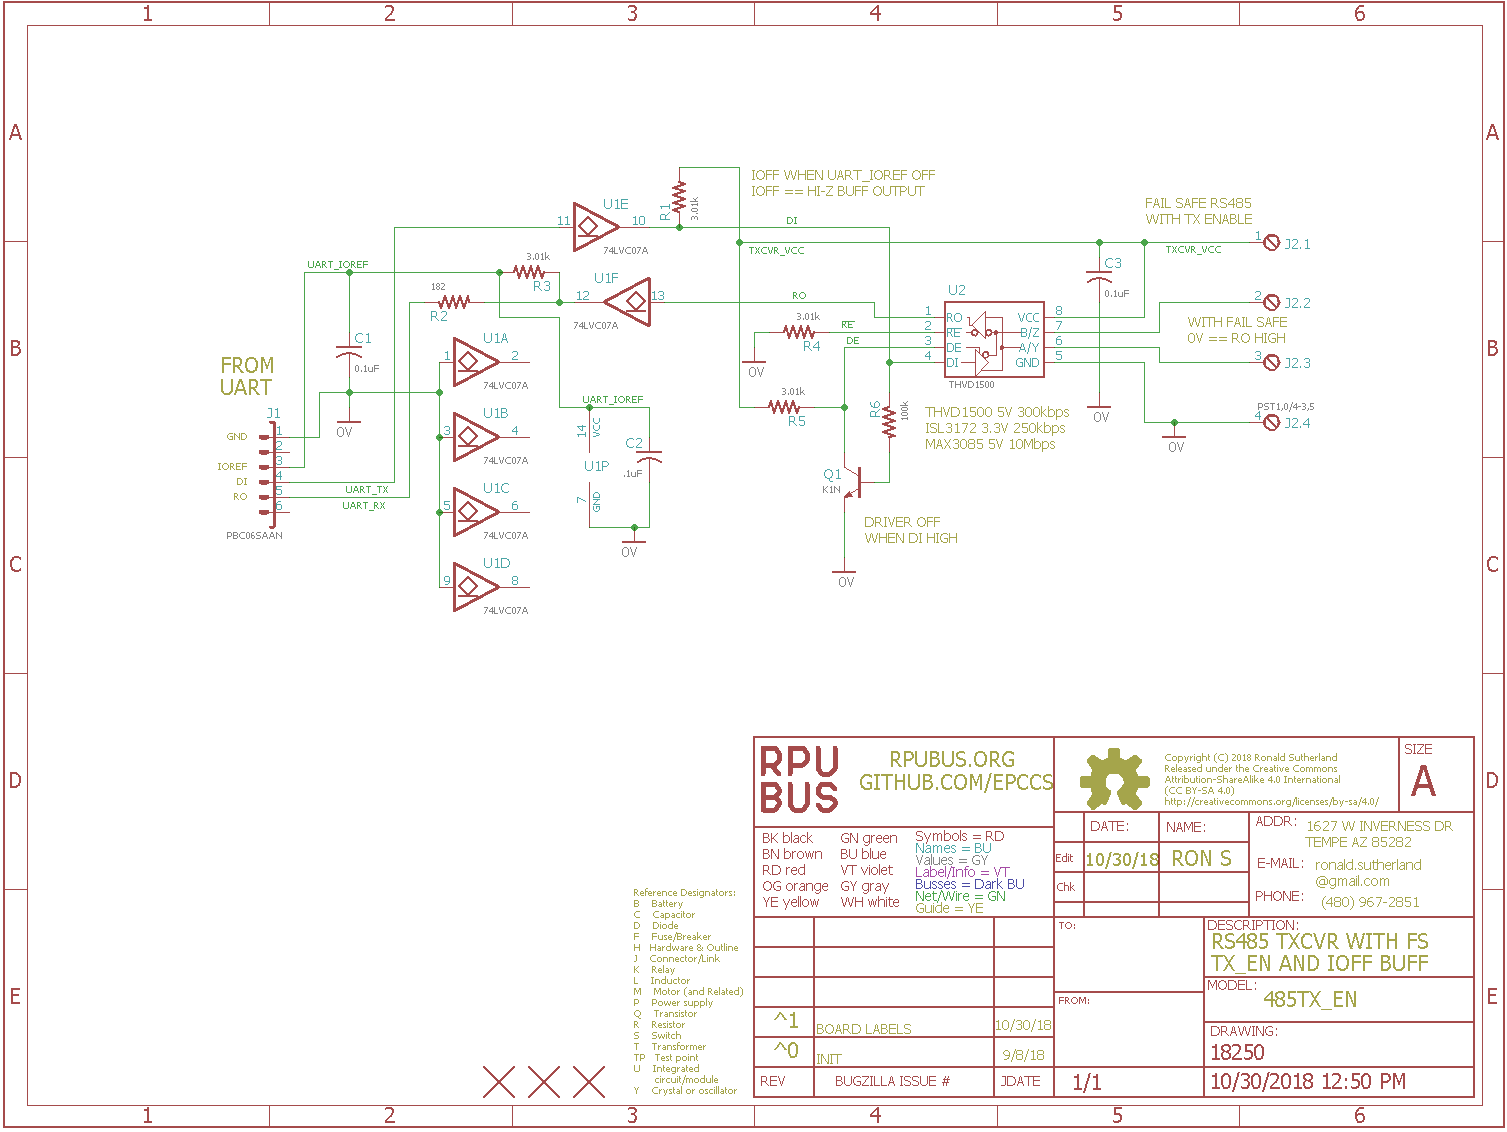 1 2 3 4 5 6
A A
B B
C C
D D
E E
1 2 3 4 5 6
IOFF WHEN UART_IOREF OFF
IOFF == HI-Z BUFF OUTPUT
FAIL SAFE RS485
WITH TX ENABLE
U1E
11
10
74LVC07A
R1
3.01k
DI
TXCVR_VCC
TXCVR_VCC
1
J2.1
UART_IOREF
3.01k
R3
U1F
12
13
74LVC07A
182
R2
RO
C3
0.1uF
2
J2.2
WITH FAIL SAFE
0V == RO HIGH
3
J2.3
PST1,0/4-3,5
4
J2.4
0V
U2
1 RO
2 RE
3 DE
4 DI
VCC 8
B/Z 7
A/Y 6
GND 5
THVD1500
3.01k
R4
RE
DE
0V
0V
3.01k
R5
R6
100k
THVD1500 5V 300kbps
ISL3172 3.3V 250kbps
MAX3085 5V 10Mbps
Q1
K1N
DRIVER OFF
WHEN DI HIGH
0V
C1
0.1uF
0V
U1A
1
2
74LVC07A
U1B
3
4
74LVC07A
U1C
5
6
74LVC07A
U1D
9
8
74LVC07A
UART_IOREF
14
VCC
U1P
7
GND
C2
.1uF
0V
FROM
UART
J1
GND 1
2
IOREF 3
DI 4
RO 5
6
UART_TX
UART_RX
PBC06SAAN
RPU
BUS
RPUBUS.ORG
GITHUB.COM/EPCCS
Copyright (C) 2018 Ronald Sutherland
Released under the Creative Commons
Attribution-ShareAlike 4.0 International
(CC BY-SA 4.0)
http://creativecommons.org/licenses/by-sa/4.0/
SIZE
A
BK black
BN brown
RD red
OG orange
YE yellow
GN green
BU blue
VT violet
GY gray
WH white
Symbols = RD
Names = BU
Values = GY
Label/Info = VT
Busses = Dark BU
Net/Wire = GN
Guide = YE
DATE: NAME:
Edit 10/30/18 RON S
Chk
ADDR: 1627 W INVERNESS DR
TEMPE AZ 85282
E-MAIL: ronald.sutherland
@gmail.com
PHONE: (480) 967-2851
TO:
FROM:
DESCRIPTION:
RS485 TXCVR WITH FS
TX_EN AND IOFF BUFF
MODEL:
485TX_EN
DRAWING:
18250
1/1
10/30/2018 12:50 PM
^1 BOARD LABELS 10/30/18
^0 INIT 9/8/18
REV BUGZILLA ISSUE # JDATE
Reference Designators:
B Battery
C Capacitor
D Diode
F Fuse/Breaker
H Hardware & Outline
J Connector/Link
K Relay
L Inductor
M Motor (and Related)
P Power supply
Q Transistor
R Resistor
S Switch
T Transformer
TP Test point
U Integrated
circuit/module
Y Crystal or oscillator